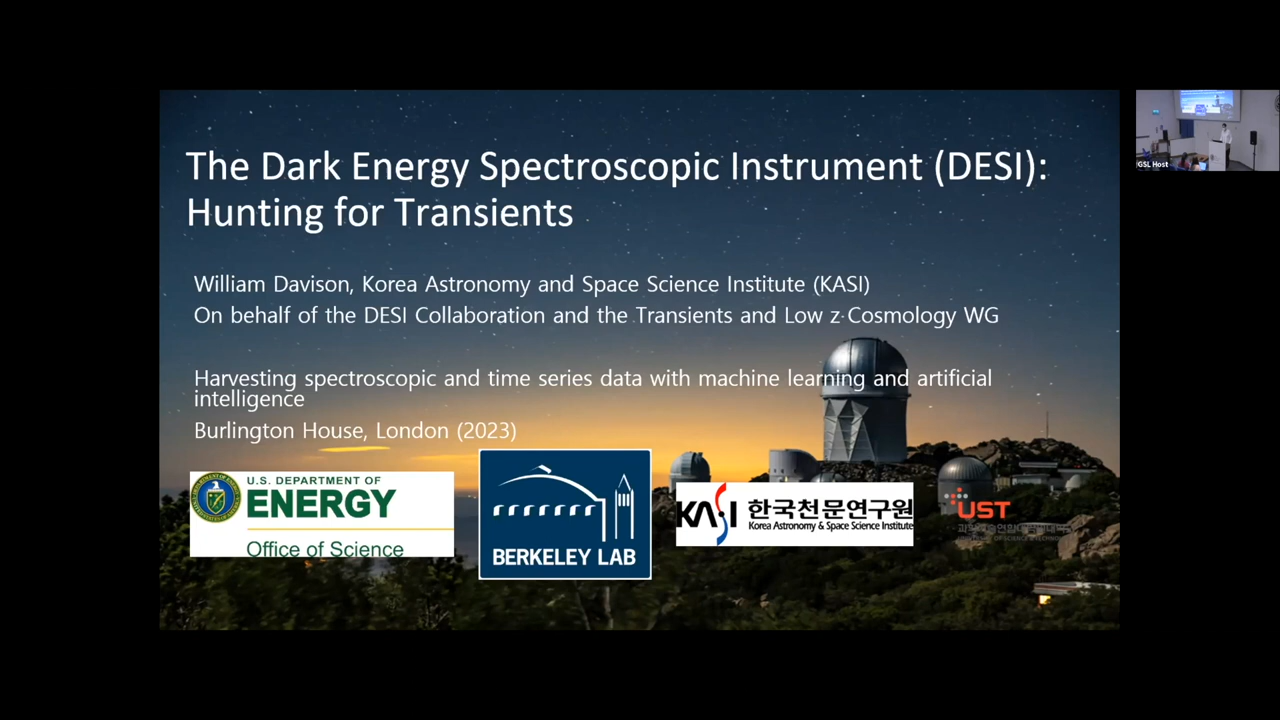 The Dark Energy Spectroscopic Instrument (DESI):
Hunting for Transients
William Davison, Korea Astronomy and Space Science Institute (KASI)
On behalf of the DESI Collaboration and the Transients and Low z Cosmology WG
Harvesting spectroscopic and time series data with machine learning and artificial
intelligence
Burlington House, London (2023)
U.S. DEPARTMENT OF
ENERGY
Office of Science
BERKELEY LAB
KASI 한국천문연구원
Korea Astronomy & Space Science Institute
UST
IGSL Host